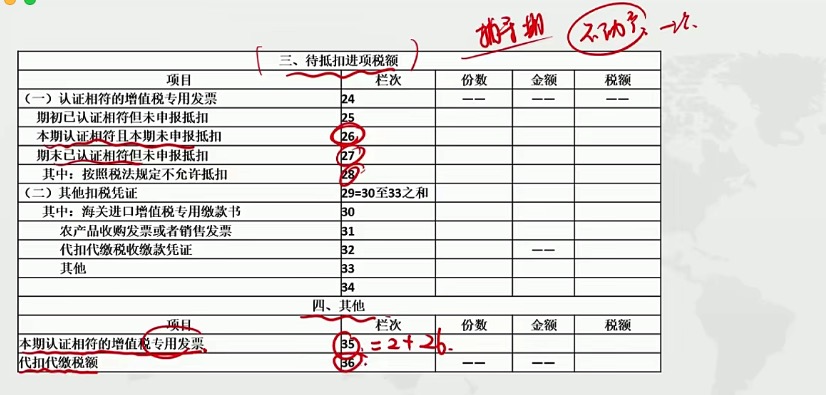 辅导期 不动产 一次
三、待抵扣进项税额
项目 栏次 份数 金额 税额
（一）认证相符的增值税专用发票 24 —— —— ——
期初已认证相符但未申报抵扣 25
本期认证相符且本期未申报抵扣 26
期末已认证相符但未申报抵扣 27
其中：按照税法规定不允许抵扣 28
（二）其他扣税凭证 29=30至33之和
其中：海关进口增值税专用缴款书 30
农产品收购发票或者销售发票 31
代扣代缴税收缴款凭证 32 ——
其他 33
34
四、其他
项目 栏次 份数 金额 税额
本期认证相符的增值税专用发票 35 =2+26.
代扣代缴税额 36 —— ——